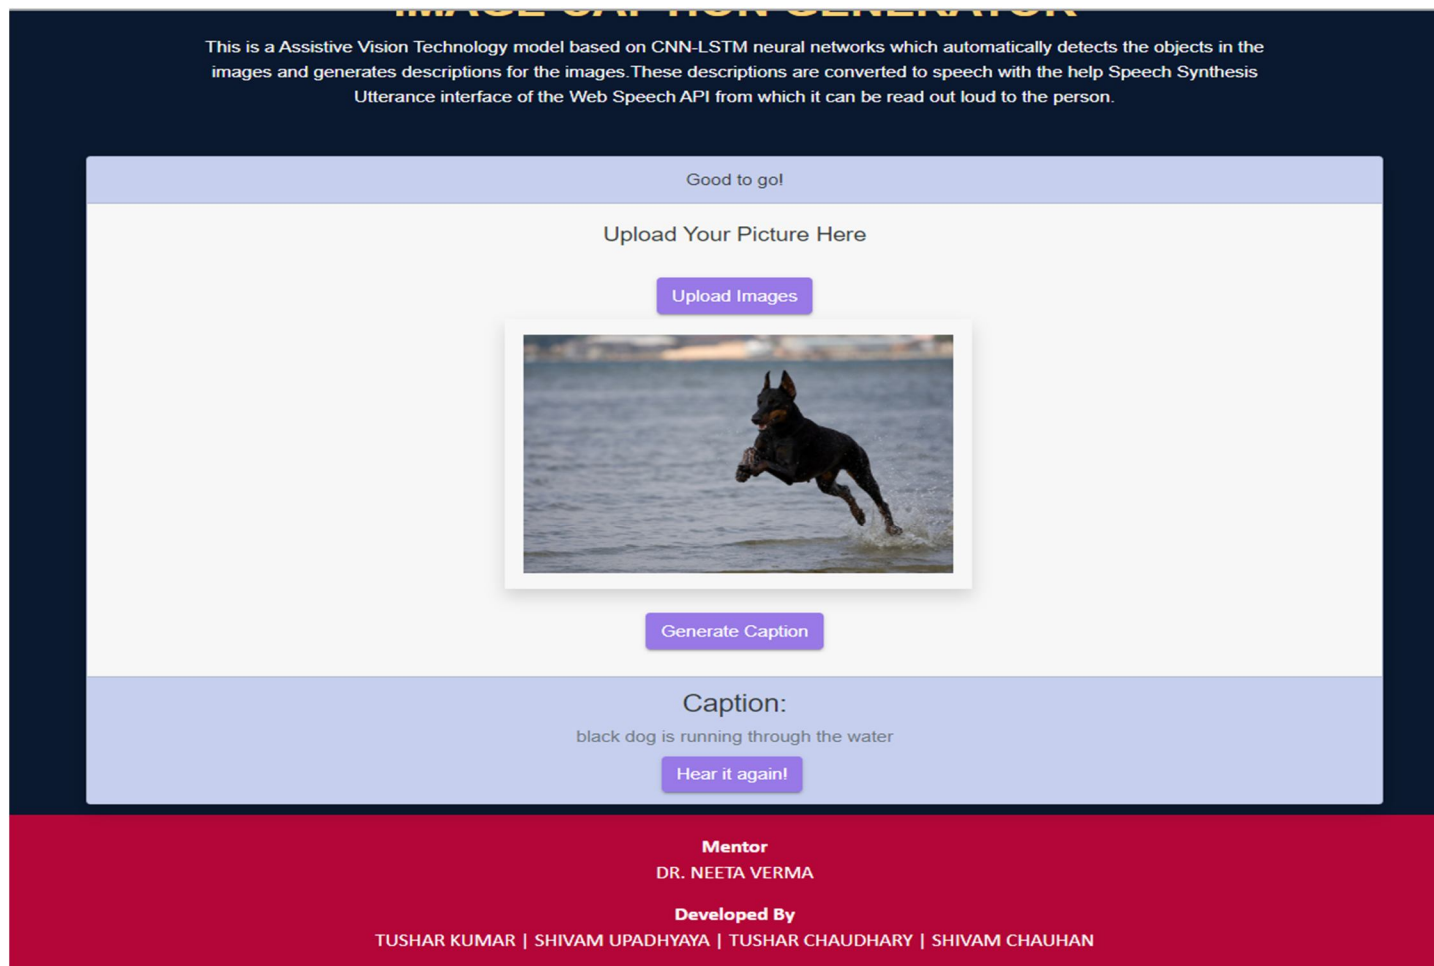 IMAGE CAPTION GENERATOR
This is a Assistive Vision Technology model based on CNN-LSTM neural networks which automatically detects the objects in the
images and generates descriptions for the images.These descriptions are converted to speech with the help Speech Synthesis
Utterance interface of the Web Speech API from which it can be read out loud to the person.
Good to go!
Upload Your Picture Here
Upload Images
Generate Caption
Caption:
black dog is running through the water
Hear it again!
Mentor
DR. NEETA VERMA
Developed By
TUSHAR KUMAR | SHIVAM UPADHYAYA | TUSHAR CHAUDHARY | SHIVAM CHAUHAN